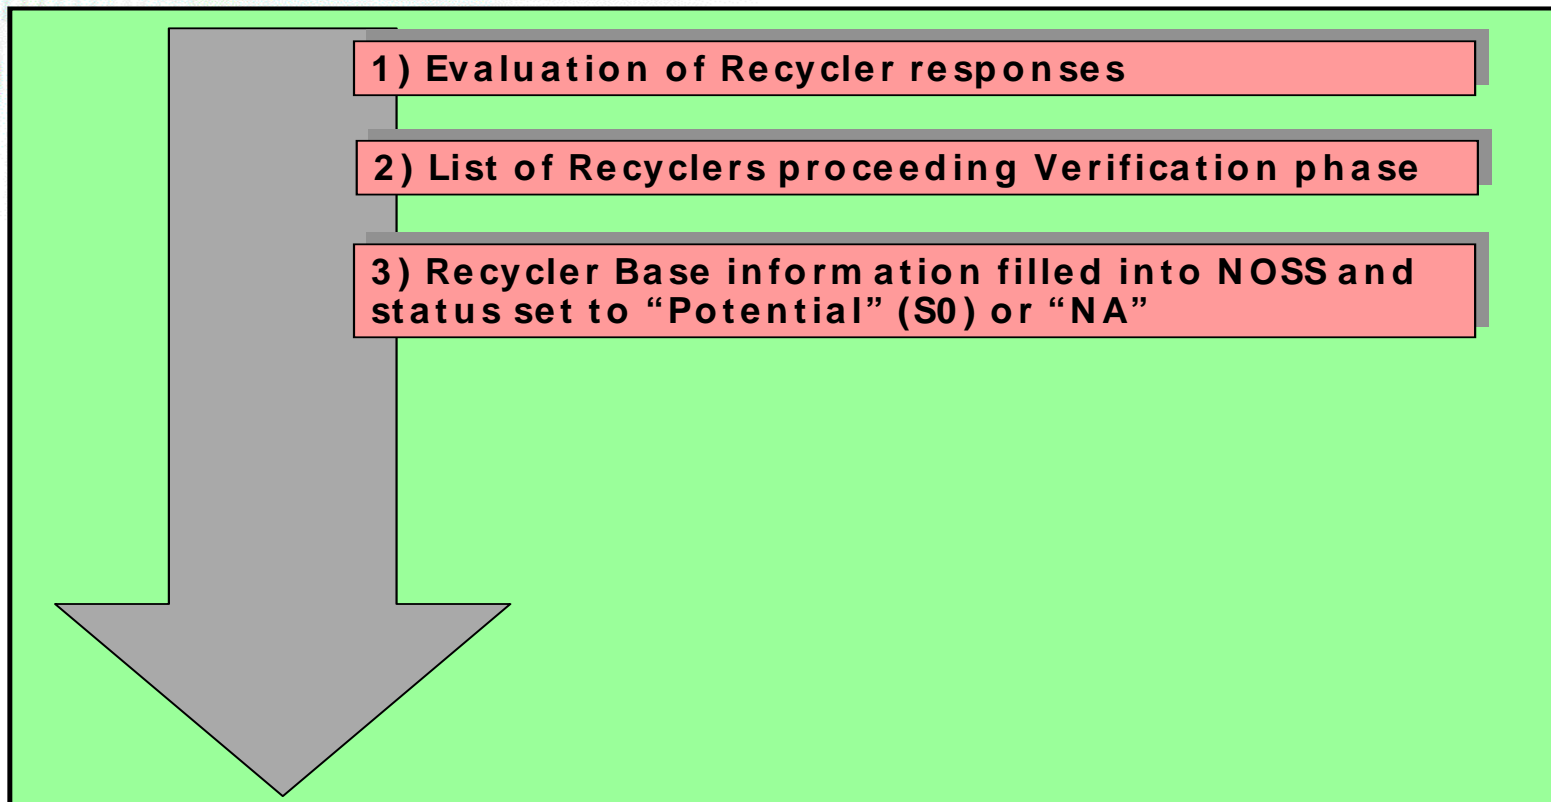 1) Evaluation of Recycler responses
2) List of Recyclers proceeding Verification phase
3) Recycler Base information filled into NOSS and
status set to “Potential” (S0) or “NA”